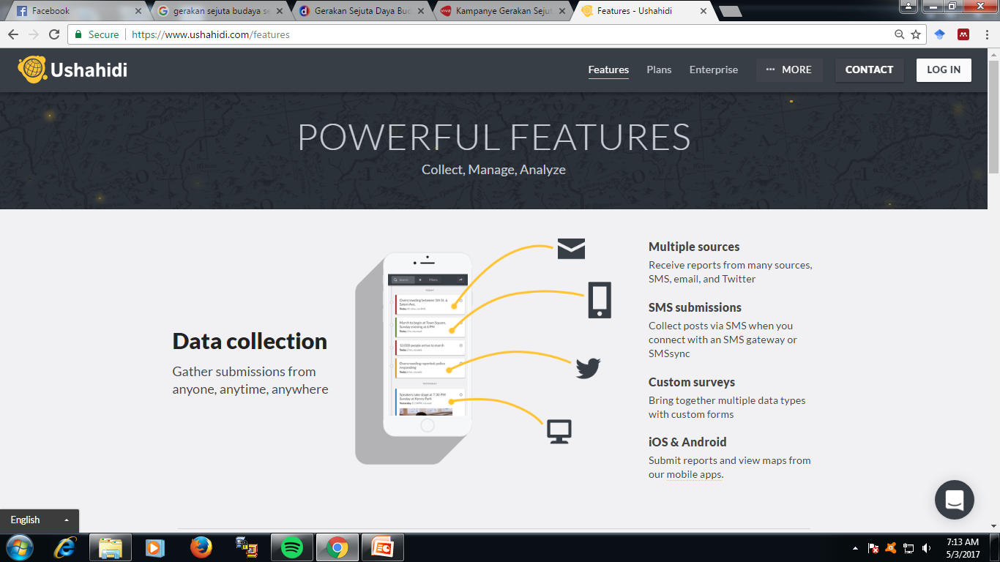 Facebook
gerakan sejuta budaya se
Gerakan Sejuta Daya Bud
Kampanye Gerakan Sejut
Features - Ushahidi
Secure
https://www.ushahidi.com/features
Ushahidi
Features
Plans
Enterprise
MORE
CONTACT
LOG IN
POWERFUL FEATURES
Collect, Manage, Analyze
Data collection
Gather submissions from
anyone, anytime, anywhere
Search
Filters
TODAY
Overcrowding between 5th St. &
Salem Ave.
March to begin at Town Square,
Sunday evening at 6 PM
10,000 people arrive to march
Overcrowding reported; police
responding
YESTERDAY
Speakers take stage at 7:30 PM
Sunday at Kenny Park
Multiple sources
Receive reports from many sources,
SMS, email, and Twitter
SMS submissions
Collect posts via SMS when you
connect with an SMS gateway or
SMSsync
Custom surveys
Bring together multiple data types
with custom forms
iOS & Android
Submit reports and view maps from
our mobile apps.
English
7:13 AM
5/3/2017